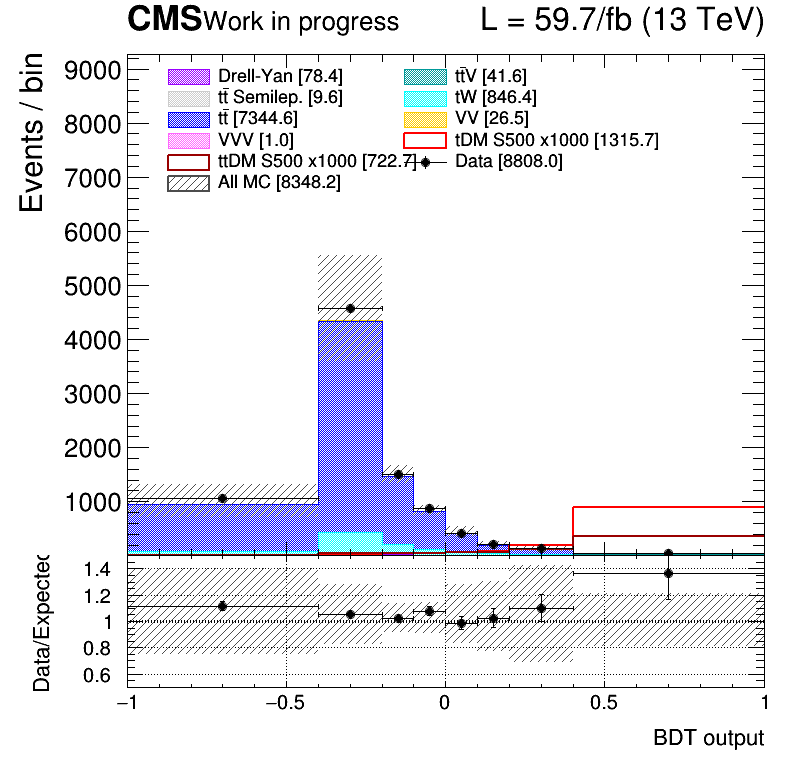 CMS Work in progress L = 59.7/fb (13 TeV)
Events / bin
9000
8000
7000
6000
5000
4000
3000
2000
1000
Drell-Yan [78.4] tt̄V [41.6]
tt̄ Semilep. [9.6] tW [846.4]
tt̄ [7344.6] VV [26.5]
VVV [1.0] tDM S500 x1000 [1315.7]
ttDM S500 x1000 [722.7] Data [8808.0]
All MC [8348.2]
Data/Expected
1.4
1.2
1
0.8
0.6
−1 −0.5 0 0.5 1
BDT output